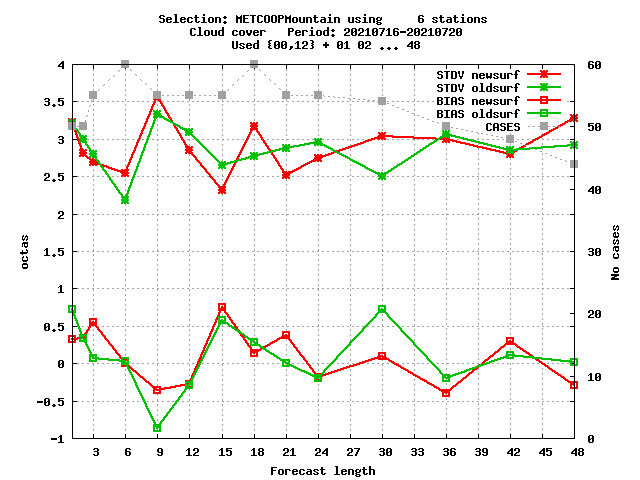 Selection: METCOOPMountain using     6 stations
Cloud cover   Period: 20210716-20210720
Used {00,12} + 01 02 ... 48
STDV newsurf
STDV oldsurf
BIAS newsurf
BIAS oldsurf
CASES
octas
4
3.5
3
2.5
2
1.5
1
0.5
0
-0.5
-1
60
50
40
30
20
10
0
No cases
3 6 9 12 15 18 21 24 27 30 33 36 39 42 45 48
Forecast length